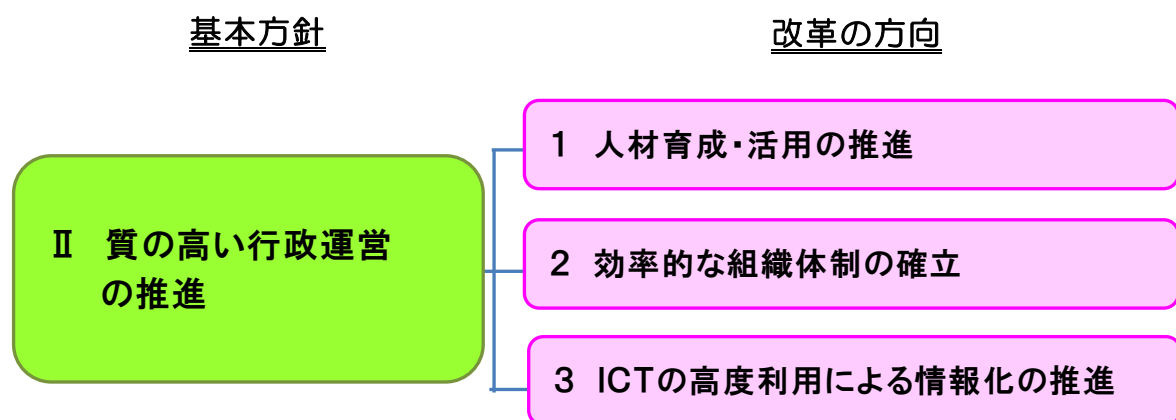 基本方針
改革の方向
1 人材育成・活用の推進
Ⅱ 質の高い行政運営
の推進
2 効率的な組織体制の確立
3 ICTの高度利用による情報化の推進